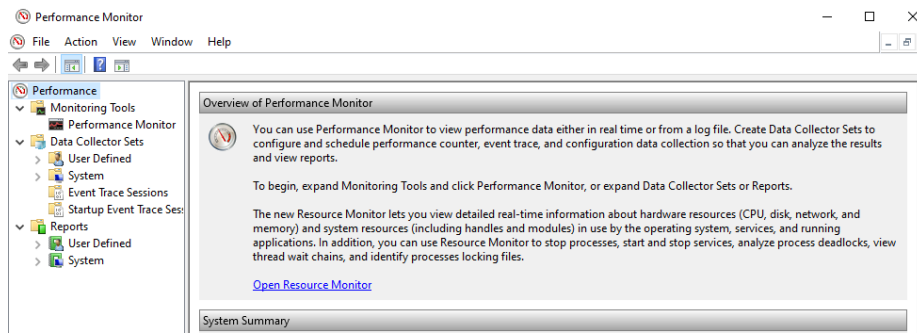 Performance Monitor
File Action View Window Help
Performance
Monitoring Tools
Performance Monitor
Data Collector Sets
User Defined
System
Event Trace Sessions
Startup Event Trace Ses
Reports
User Defined
System
Overview of Performance Monitor
You can use Performance Monitor to view performance data either in real time or from a log file. Create Data Collector Sets to
configure and schedule performance counter, event trace, and configuration data collection so that you can analyze the results
and view reports.
To begin, expand Monitoring Tools and click Performance Monitor, or expand Data Collector Sets or Reports.
The new Resource Monitor lets you view detailed real-time information about hardware resources (CPU, disk, network, and
memory) and system resources (including handles and modules) in use by the operating system, services, and running
applications. In addition, you can use Resource Monitor to stop processes, start and stop services, analyze process deadlocks, view
thread wait chains, and identify processes locking files.
Open Resource Monitor
System Summary